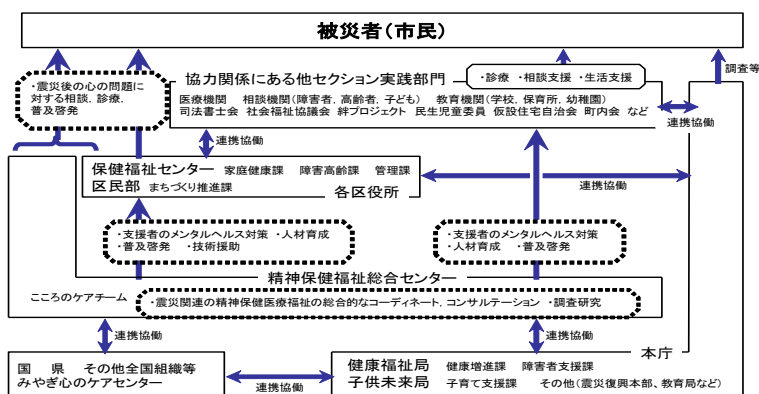 被災者(市民)
・震災後の心の問題に
対する相談, 診療,
普及啓発
協力関係にある他セクション実践部門
・診療 ・相談支援 ・生活支援
調査等
医療機関 相談機関(障害者, 高齢者, 子ども) 教育機関(学校, 保育所, 幼稚園)
司法書士会 社会福祉協議会 絆プロジェクト 民生児童委員 仮設住宅自治会 町内会 など
連携協働
連携協働
保健福祉センター 家庭健康課 障害高齢課 管理課
区民部 まちづくり推進課
各区役所
連携協働
・支援者のメンタルヘルス対策 ・人材育成
・普及啓発 ・技術援助
・支援者のメンタルヘルス対策
・人材育成 ・普及啓発
精神保健福祉総合センター
こころのケアチーム
・震災関連の精神保健医療福祉の総合的なコーディネート, コンサルテーション ・調査研究
連携協働
連携協働
本庁
国 県 その他全国組織等
みやぎ心のケアセンター
連携協働
健康福祉局 健康増進課 障害者支援課
子供未来局 子育て支援課 その他(震災復興本部、教育局など)